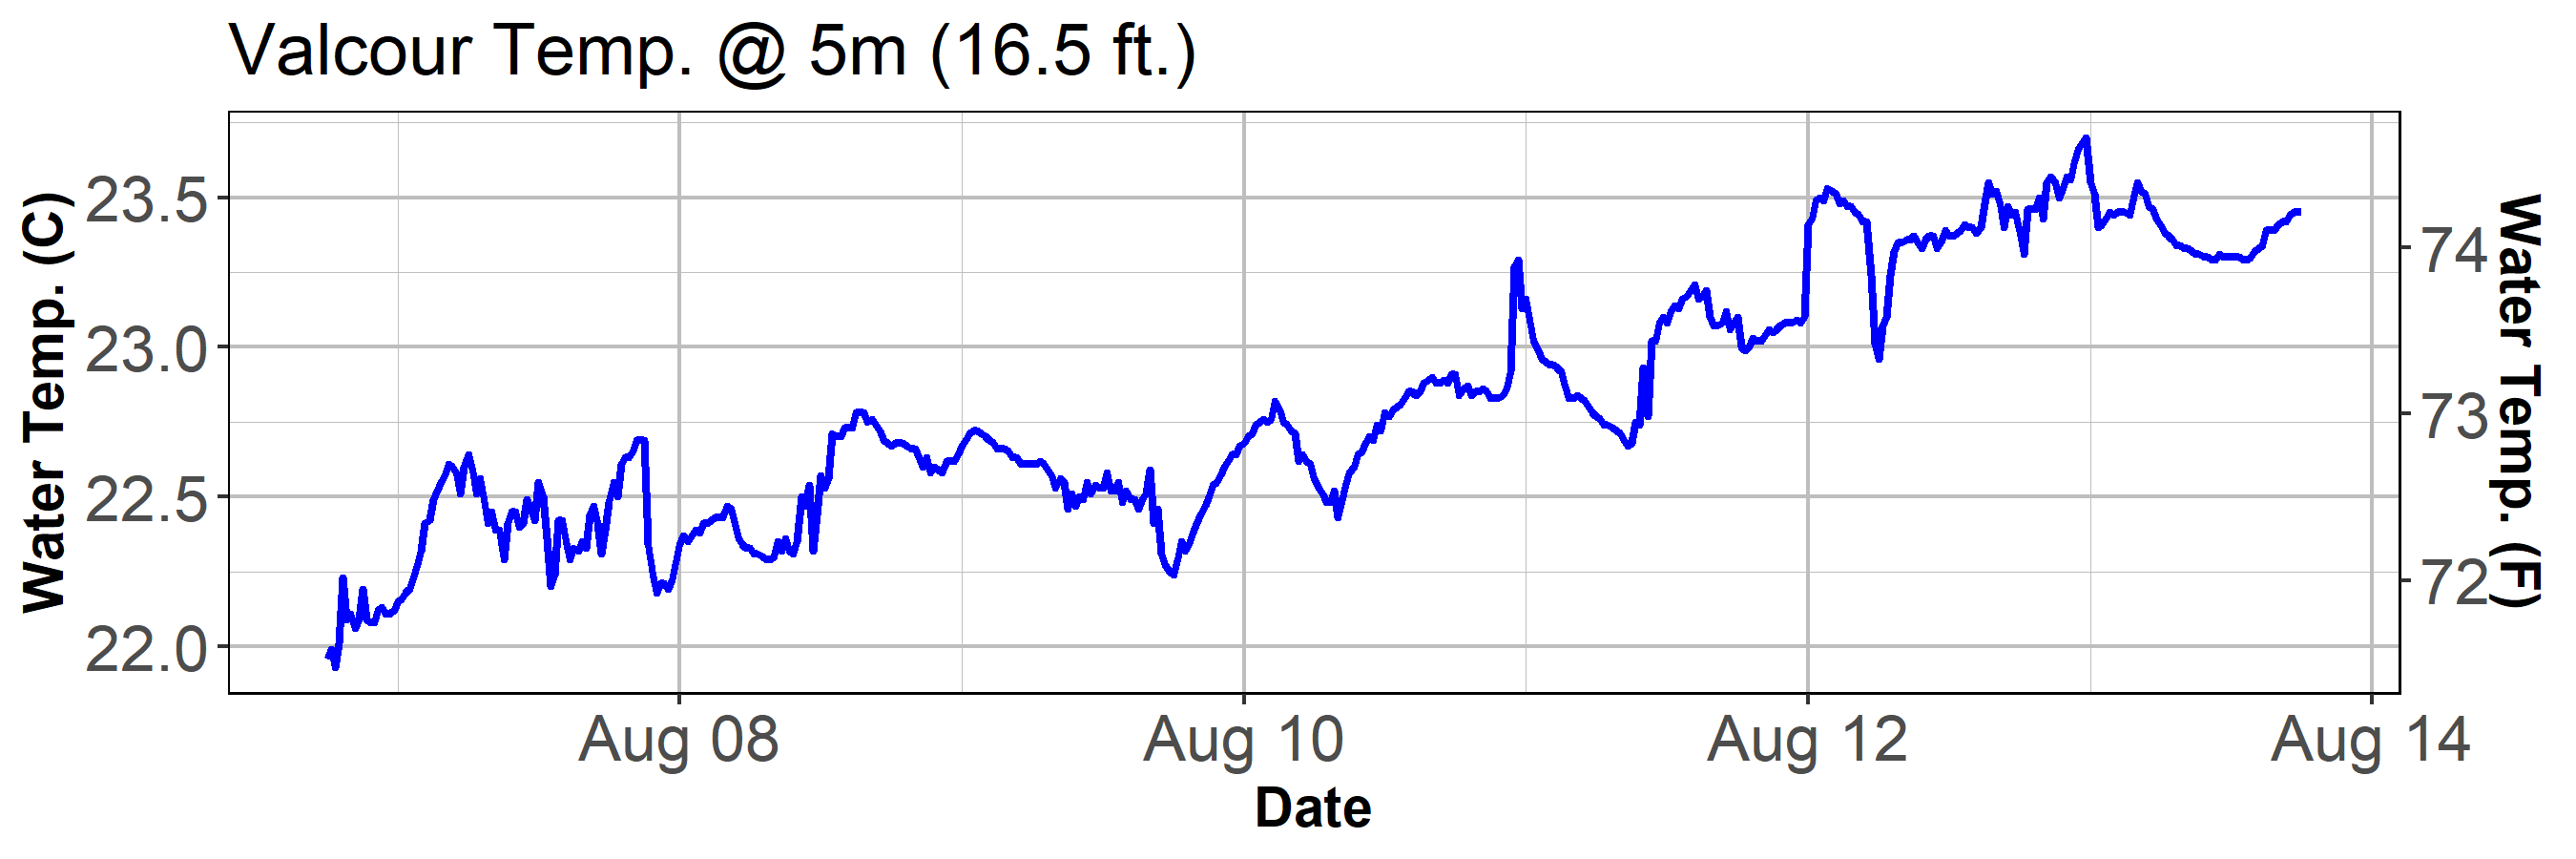 Valcour Temp. @ 5m (16.5 ft.)
Water Temp. (C)
23.5
23.0
22.5
22.0
74
73
72
Water Temp. (F)
Aug 08
Aug 10
Aug 12
Aug 14
Date